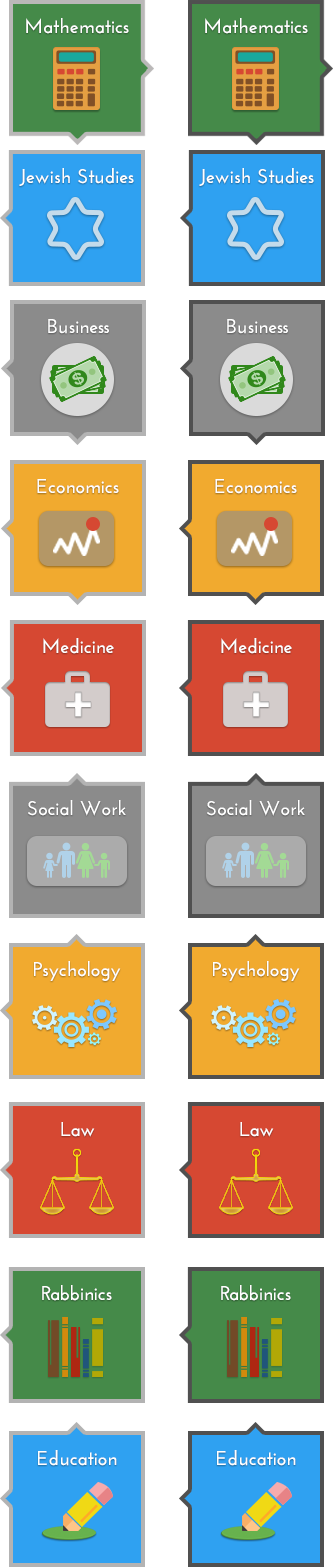 Mathematics Mathematics
Jewish Studies Jewish Studies
Business Business
Economics Economics
Medicine Medicine
Social Work Social Work
Psychology Psychology
Law Law
Rabbinics Rabbinics
Education Education